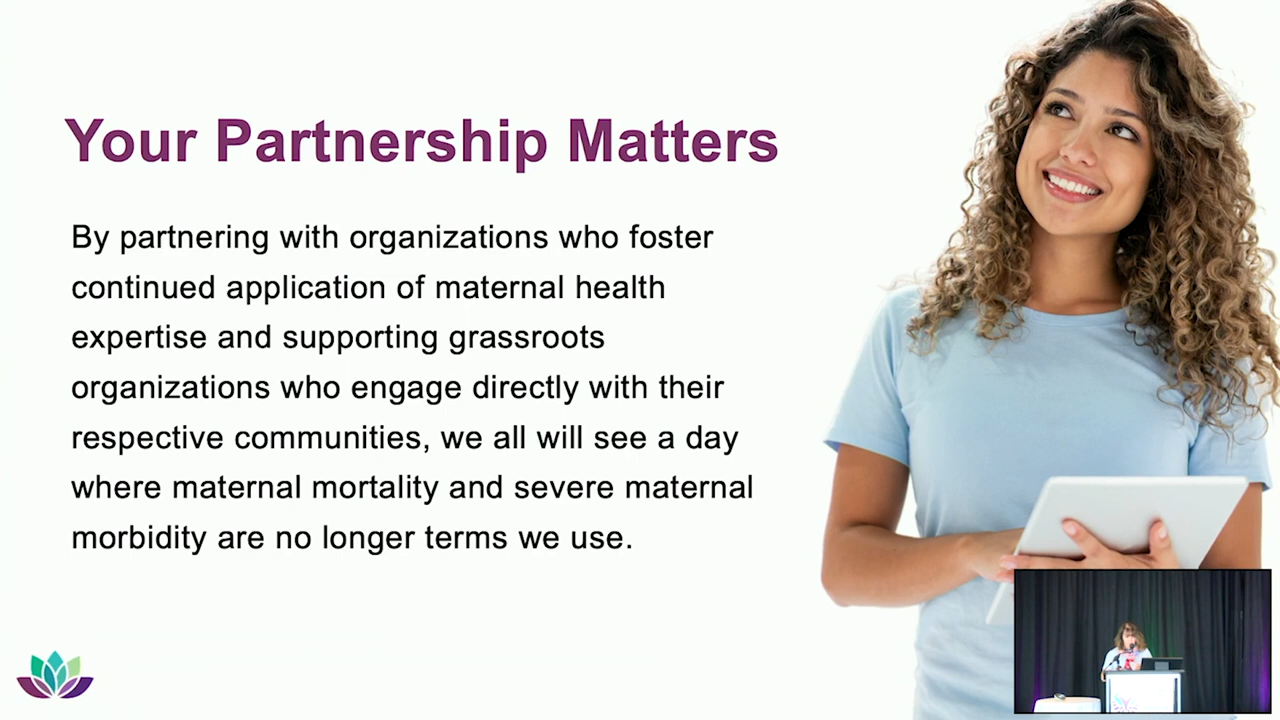 Your Partnership Matters
By partnering with organizations who foster
continued application of maternal health
expertise and supporting grassroots
organizations who engage directly with their
respective communities, we all will see a day
where maternal mortality and severe maternal
morbidity are no longer terms we use.